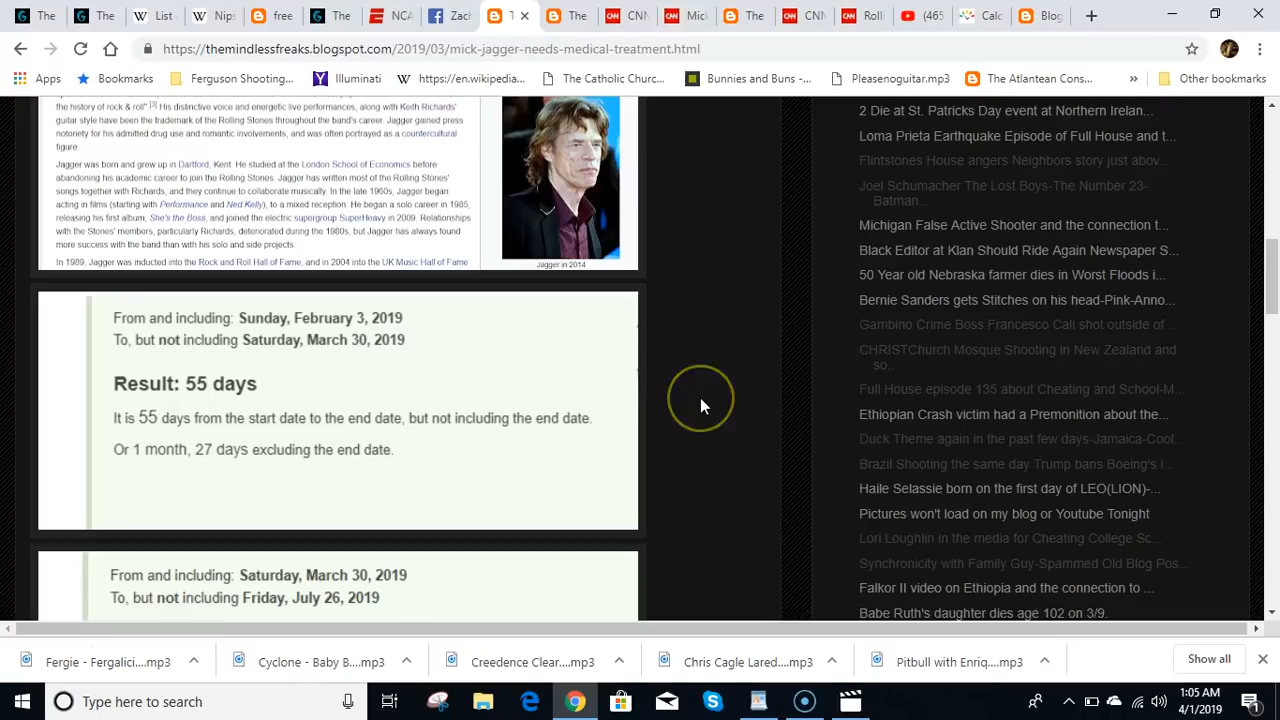 The
The
W List
W Nips
free
The
The
NCA
Zach
T
The
CNN
Mick
The
CNN
Rolli
(465
Calc
Blog
https://themindlessfreaks.blogspot.com/2019/03/mick-jagger-needs-medical-treatment.html
Apps
Bookmarks
Ferguson Shooting...
Illuminati
https://en.wikipedia...
The Catholic Churc...
Bunnies and Buns -...
Pleasenoguitar.mp3
The Atlantean Cons...
»
Other bookmarks
the history of rock & roll" [3] His distinctive voice and energetic live performances, along with Keith Richards'
guitar style have been the trademark of the Rolling Stones throughout the band's career. Jagger gained press
notoriety for his admitted drug use and romantic involvements, and was often portrayed as a countercultural
figure.
Jagger was born and grew up in Dartford, Kent. He studied at the London School of Economics before
abandoning his academic career to join the Rolling Stones. Jagger has written most of the Rolling Stones'
songs together with Richards, and they continue to collaborate musically. In the late 1960s, Jagger began
acting in films (starting with Performance and Ned Kelly), to a mixed reception. He began a solo career in 1985,
releasing his first album, She's the Boss, and joined the electric supergroup SuperHeavy in 2009. Relationships
with the Stones' members, particularly Richards, deteriorated during the 1980s, but Jagger has always found
more success with the band than with his solo and side projects.
In 1989, Jagger was inducted into the Rock and Roll Hall of Fame, and in 2004 into the UK Music Hall of Fame
Jagger in 2014
From and including: Sunday, February 3, 2019
To, but not including Saturday, March 30, 2019
Result: 55 days
It is 55 days from the start date to the end date, but not including the end date.
Or 1 month, 27 days excluding the end date.
From and including: Saturday, March 30, 2019
To, but not including Friday, July 26, 2019
2 Die at St. Patricks Day event at Northern Irelan...
Loma Prieta Earthquake Episode of Full House and t...
Flintstones House angers Neighbors story just abov...
Joel Schumacher The Lost Boys-The Number 23-
Batman...
Michigan False Active Shooter and the connection t...
Black Editor at Klan Should Ride Again Newspaper S...
50 Year old Nebraska farmer dies in Worst Floods i...
Bernie Sanders gets Stitches on his head-Pink-Anno...
Gambino Crime Boss Francesco Cali shot outside of ...
CHRISTChurch Mosque Shooting in New Zealand and
so...
Full House episode 135 about Cheating and School-M...
Ethiopian Crash victim had a Premonition about the...
Duck Theme again in the past few days-Jamaica-Cool...
Brazil Shooting the same day Trump bans Boeing's i...
Haile Selassie born on the first day of LEO(LION)-...
Pictures won't load on my blog or Youtube Tonight
Lori Loughlin in the media for Cheating College Sc...
Synchronicity with Family Guy-Spammed Old Blog Pos...
Falkor II video on Ethiopia and the connection to ...
Babe Ruth's daughter dies age 102 on 3/9.
Fergie - Fergalici....mp3
Cyclone - Baby B....mp3
Creedence Clear....mp3
Chris Cagle Lared....mp3
Pitbull with Enriq....mp3
Show all
Type here to search
1:05 AM
4/1/2019